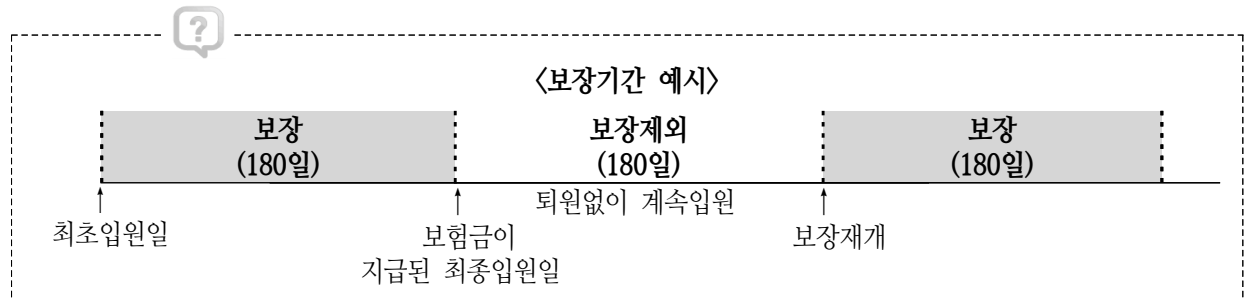 ?
〈보장기간 예시〉
보장 보장제외 보장
(180일) (180일) (180일)
퇴원없이 계속입원
최초입원일 보험금이 보장재개
지급된 최종입원일